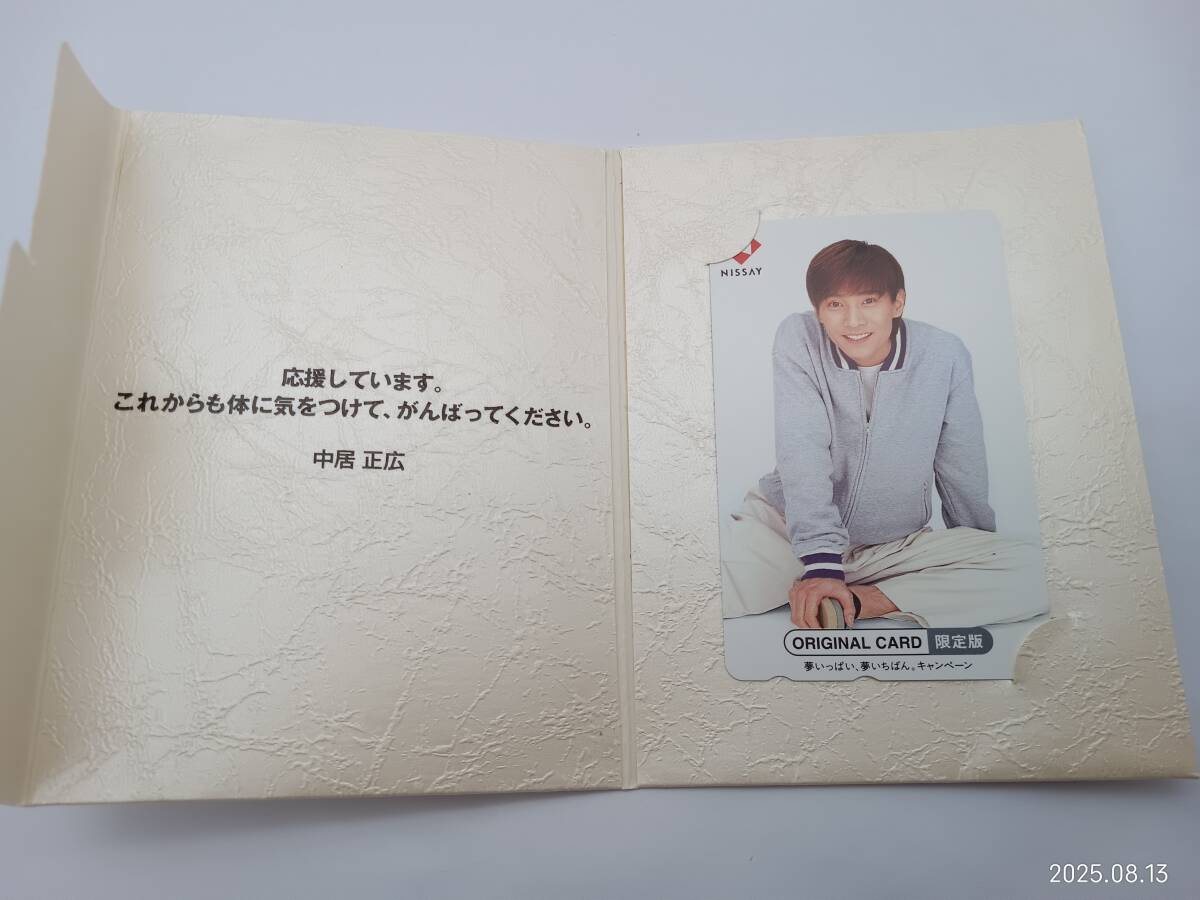 応援しています。
これからも体に気をつけて、がんばってください。
中居 正広
NISSAY
ORIGINAL CARD 限定版
夢いっぱい、夢いちばん。キャンペーン
2025.08.13